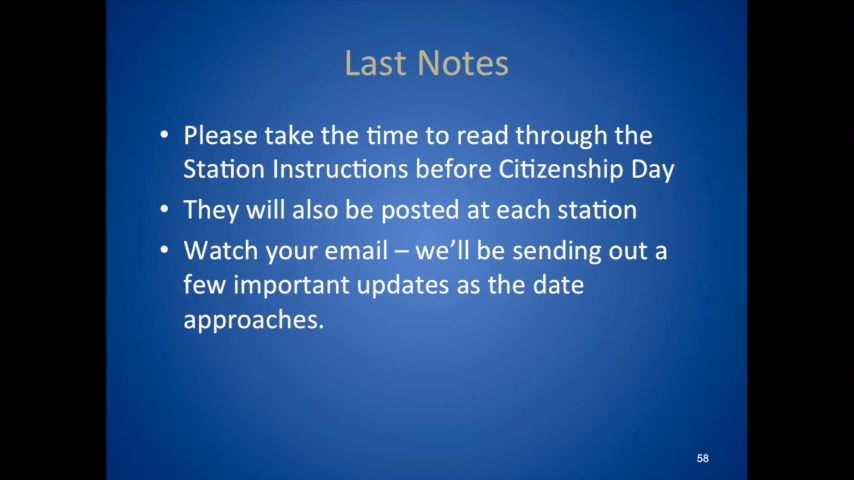 Last Notes
• Please take the time to read through the
Station Instructions before Citizenship Day
• They will also be posted at each station
• Watch your email – we’ll be sending out a
few important updates as the date
approaches.
58